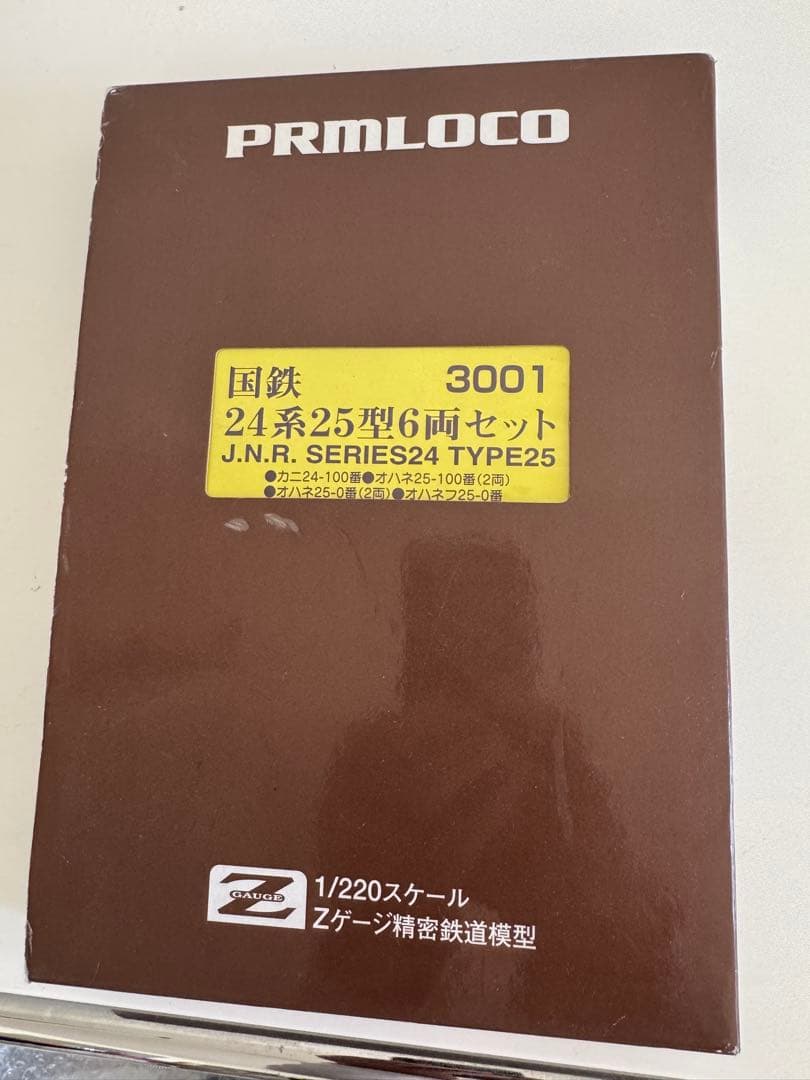 PRMLOCO
国鉄 3001
24系25型6両セット
J.N.R. SERIES24 TYPE25
●カニ24-100番●オハネ25-100番(2両)
●オハネ25-0番(2両)●オハネフ25-0番
Z GAUGE
1/220スケール
Zゲージ精密鉄道模型